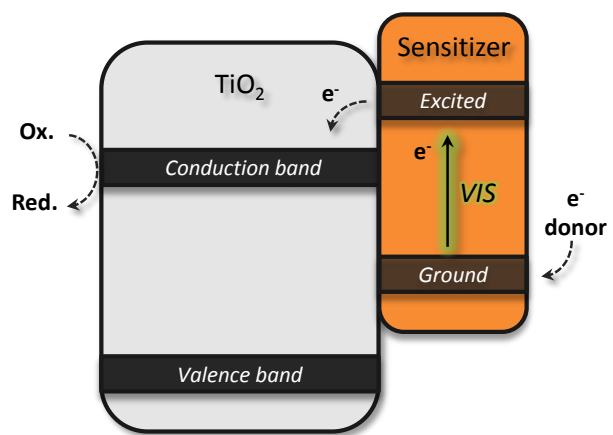 Sensitizer
TiO₂
e⁻
Excited
Ox.
e⁻
Conduction band
VIS
Red.
e⁻
donor
Ground
Valence band